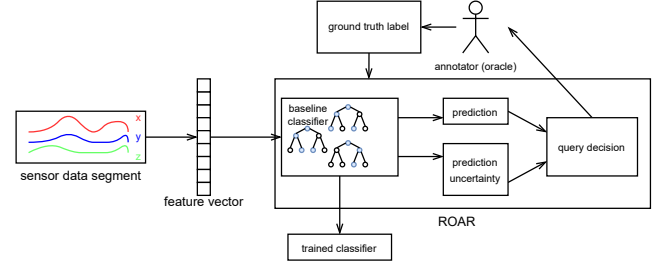 ground truth label
annotator (oracle)
x
y
z
sensor data segment
feature vector
baseline
classifier
prediction
prediction
uncertainty
query decision
ROAR
trained classifier